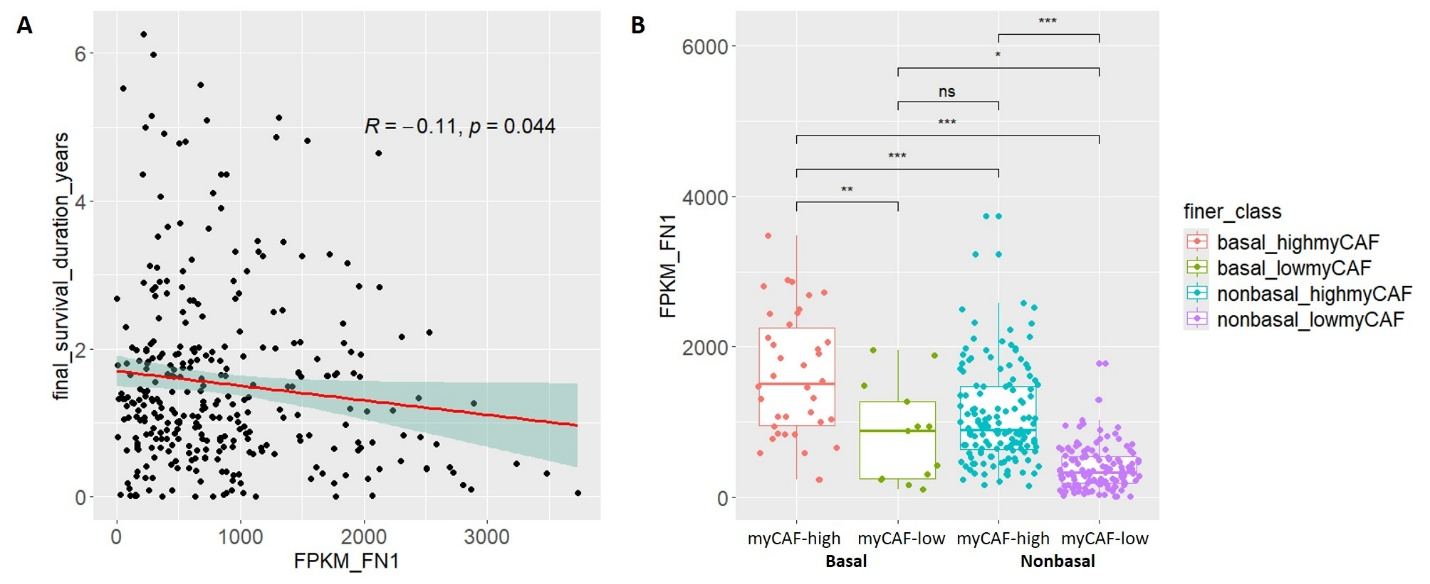 A
final_survival_duration_years
6
4
2
0
R = −0.11, p = 0.044
0 1000 2000 3000
FPKM_FN1
B
FPKM_FN1
6000
4000
2000
0
***
*
ns
***
***
**
myCAF-high myCAF-low myCAF-high myCAF-low
Basal Nonbasal
finer_class
basal_highmyCAF
basal_lowmyCAF
nonbasal_highmyCAF
nonbasal_lowmyCAF